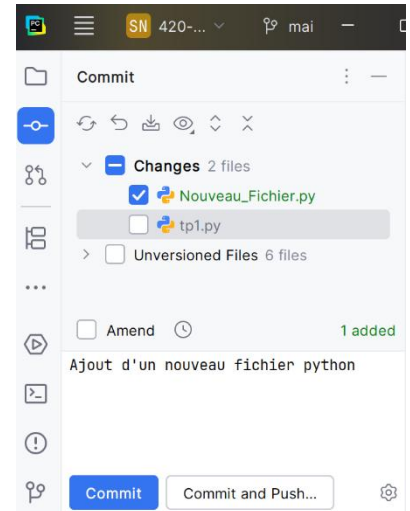 PC SN 420-... mai
Commit
Changes 2 files
Nouveau_Fichier.py
tp1.py
Unversioned Files 6 files
Amend 1 added
Ajout d'un nouveau fichier python
Commit Commit and Push...